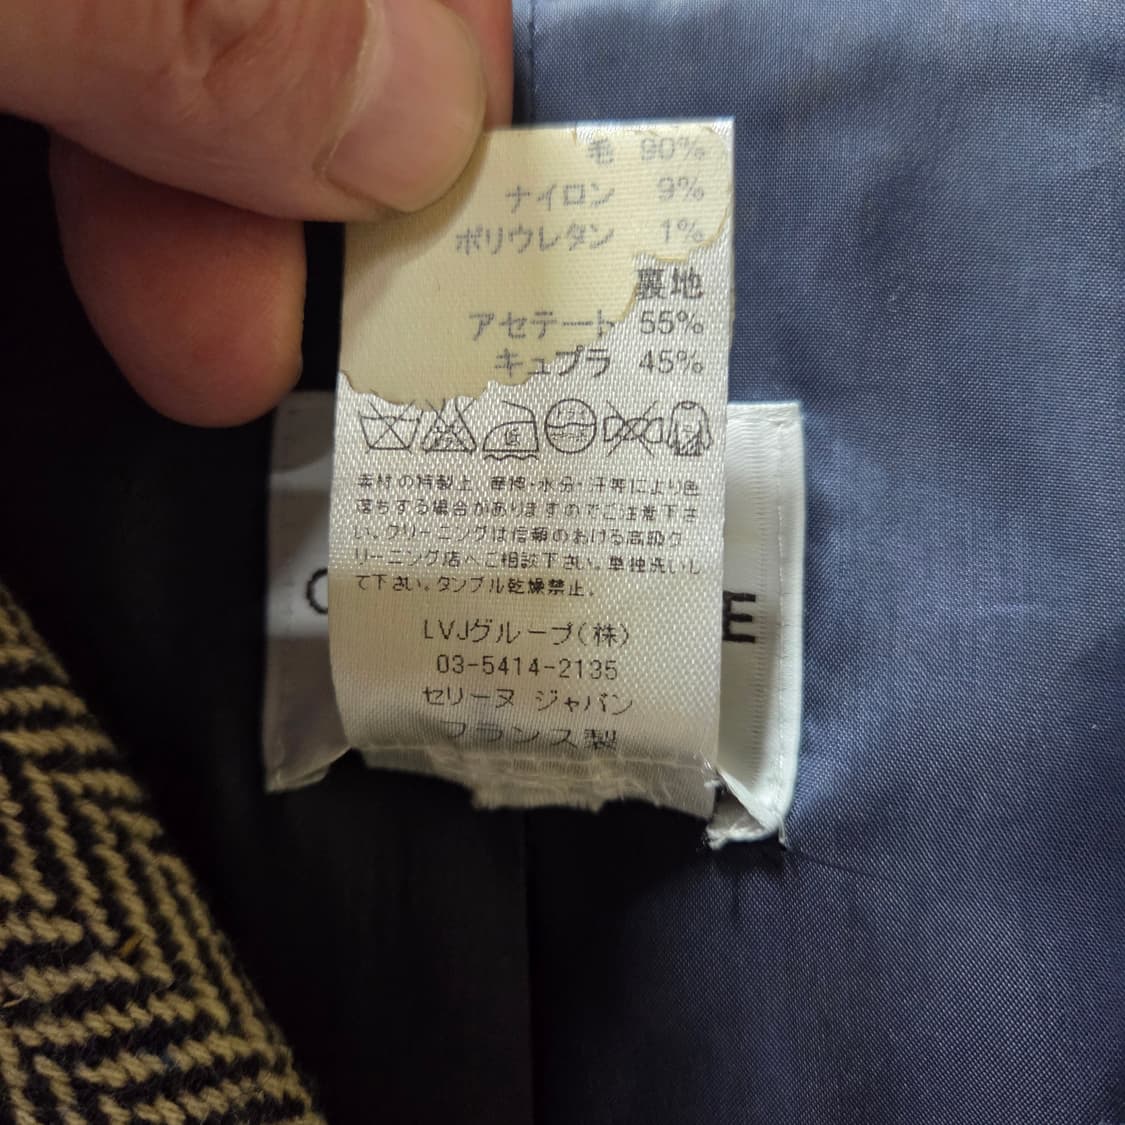 毛 90%
ナイロン 9%
ポリウレタン 1%
裏地
アセテート 55%
キュプラ 45%
素材の特製上、摩擦・水分・汗等により色
落ちする場合がありますのでご注意下さ
い。クリーニングは信頼のおける高級ク
リーニング店へご相談下さい。単独洗いし
て下さい。タンブル乾燥禁止。
LVJグループ(株)
03-5414-2135
セリーヌ ジャパン
フランス製
C
E